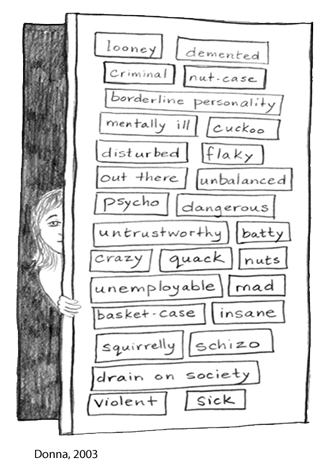 looney demented
criminal nut-case
borderline personality
mentally ill cuckoo
disturbed flaky
out there unbalanced
psycho dangerous
untrustworthy batty
crazy quack nuts
unemployable mad
basket-case insane
squirrelly schizo
drain on society
violent sick
Donna, 2003